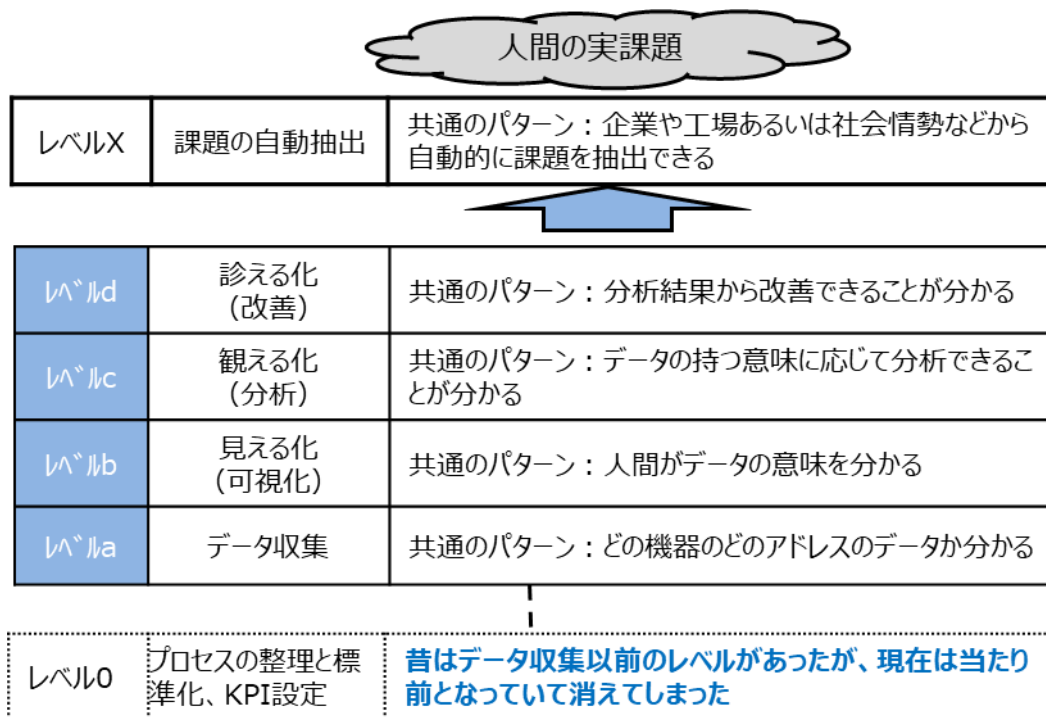 人間の実課題
レベルX
課題の自動抽出
共通のパターン：企業や工場あるいは社会情勢などから
自動的に課題を抽出できる
ﾚﾍﾞﾙd
診える化
（改善）
共通のパターン：分析結果から改善できることが分かる
ﾚﾍﾞﾙc
観える化
（分析）
共通のパターン：データの持つ意味に応じて分析できるこ
とが分かる
ﾚﾍﾞﾙb
見える化
（可視化）
共通のパターン：人間がデータの意味を分かる
ﾚﾍﾞﾙa
データ収集
共通のパターン：どの機器のどのアドレスのデータか分かる
レベル0
プロセスの整理と標
準化、KPI設定
昔はデータ収集以前のレベルがあったが、現在は当たり
前となっていて消えてしまった